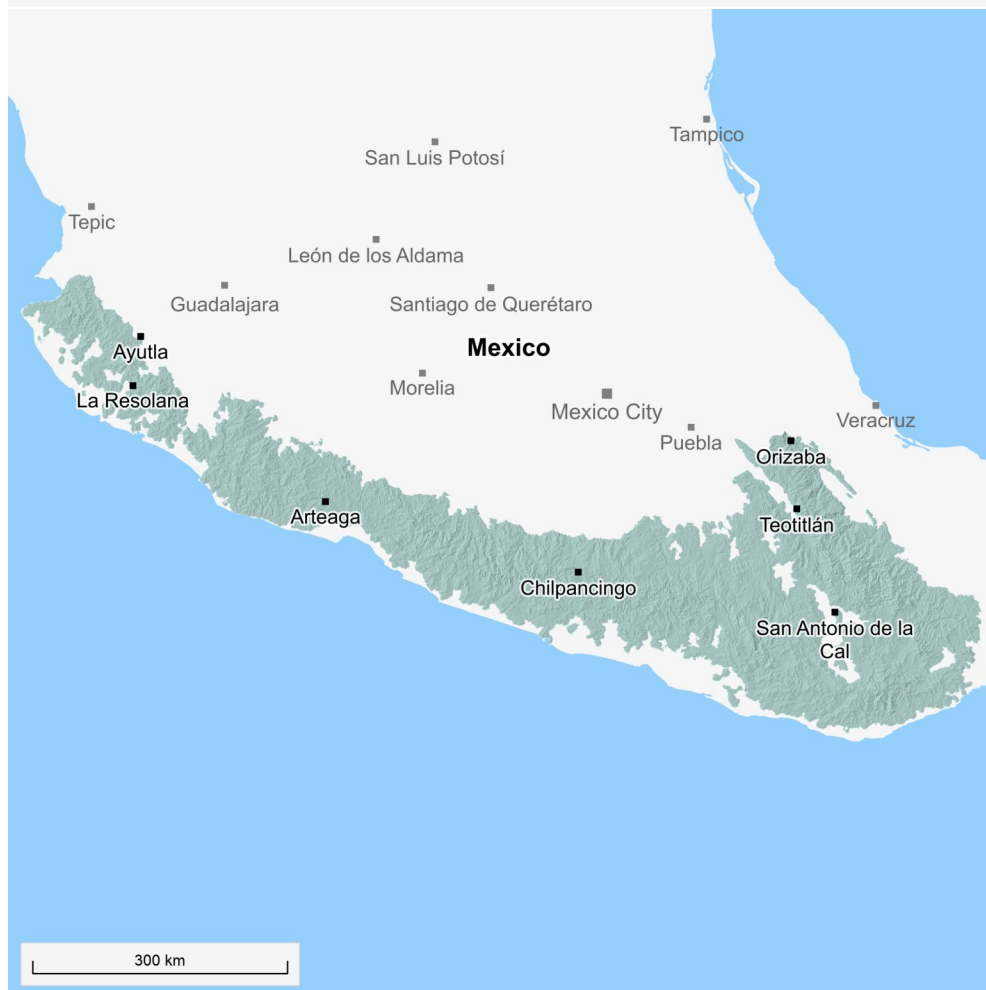 Tampico
San Luis Potosí
Tepic
León de los Aldama
Guadalajara
Santiago de Querétaro
Mexico
Ayutla
Morelia
La Resolana
Mexico City
Veracruz
Puebla
Orizaba
Arteaga
Teotitlán
Chilpancingo
San Antonio de la
Cal
300 km